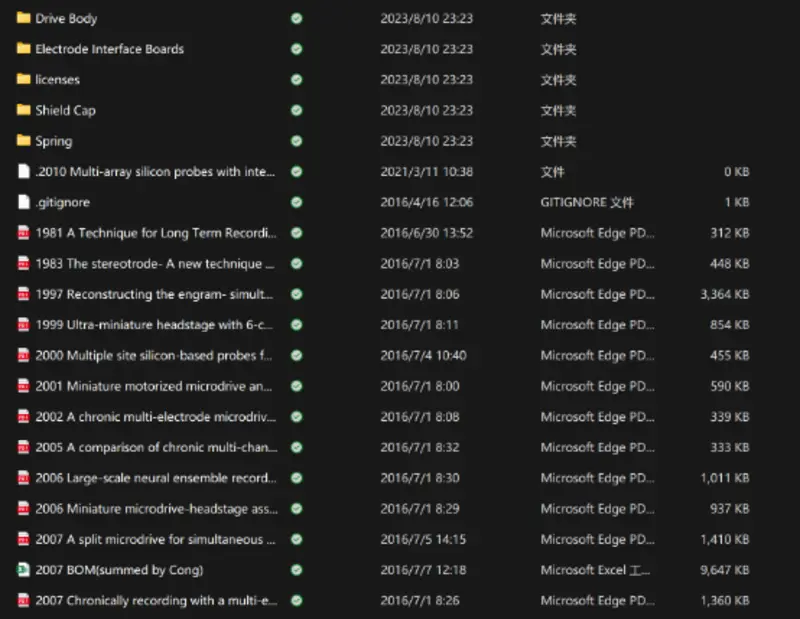 Drive Body 2023/8/10 23:23 文件夹
Electrode Interface Boards 2023/8/10 23:23 文件夹
licenses 2023/8/10 23:23 文件夹
Shield Cap 2023/8/10 23:23 文件夹
Spring 2023/8/10 23:23 文件夹
.2010 Multi-array silicon probes with inte... 2021/3/11 10:38 文件 0 KB
.gitignore 2016/4/16 12:06 GITIGNORE 文件 1 KB
1981 A Technique for Long Term Recordi... 2016/6/30 13:52 Microsoft Edge PD... 312 KB
1983 The stereotrode- A new technique ... 2016/7/1 8:03 Microsoft Edge PD... 448 KB
1997 Reconstructing the engram- simult... 2016/7/1 8:06 Microsoft Edge PD... 3,364 KB
1999 Ultra-miniature headstage with 6-c... 2016/7/1 8:11 Microsoft Edge PD... 854 KB
2000 Multiple site silicon-based probes f... 2016/7/4 10:40 Microsoft Edge PD... 455 KB
2001 Miniature motorized microdrive an... 2016/7/1 8:00 Microsoft Edge PD... 590 KB
2002 A chronic multi-electrode microdriv... 2016/7/1 8:08 Microsoft Edge PD... 339 KB
2005 A comparison of chronic multi-chan... 2016/7/1 8:32 Microsoft Edge PD... 333 KB
2006 Large-scale neural ensemble record... 2016/7/1 8:30 Microsoft Edge PD... 1,011 KB
2006 Miniature microdrive-headstage ass... 2016/7/1 8:29 Microsoft Edge PD... 937 KB
2007 A split microdrive for simultaneous ... 2016/7/5 14:15 Microsoft Edge PD... 1,410 KB
2007 BOM(summed by Cong) 2016/7/7 12:18 Microsoft Excel 工... 9,647 KB
2007 Chronically recording with a multi-e... 2016/7/1 8:26 Microsoft Edge PD... 1,360 KB